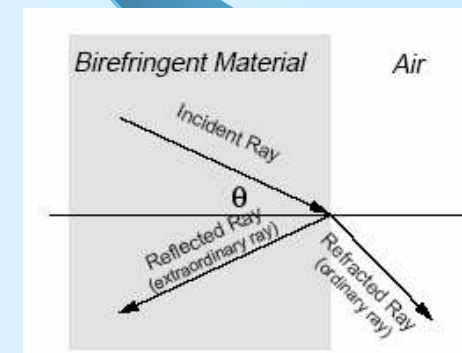 Birefringent Material
Air
Incident Ray
θ
Reflected Ray
(extraordinary ray)
Refracted Ray
(ordinary ray)